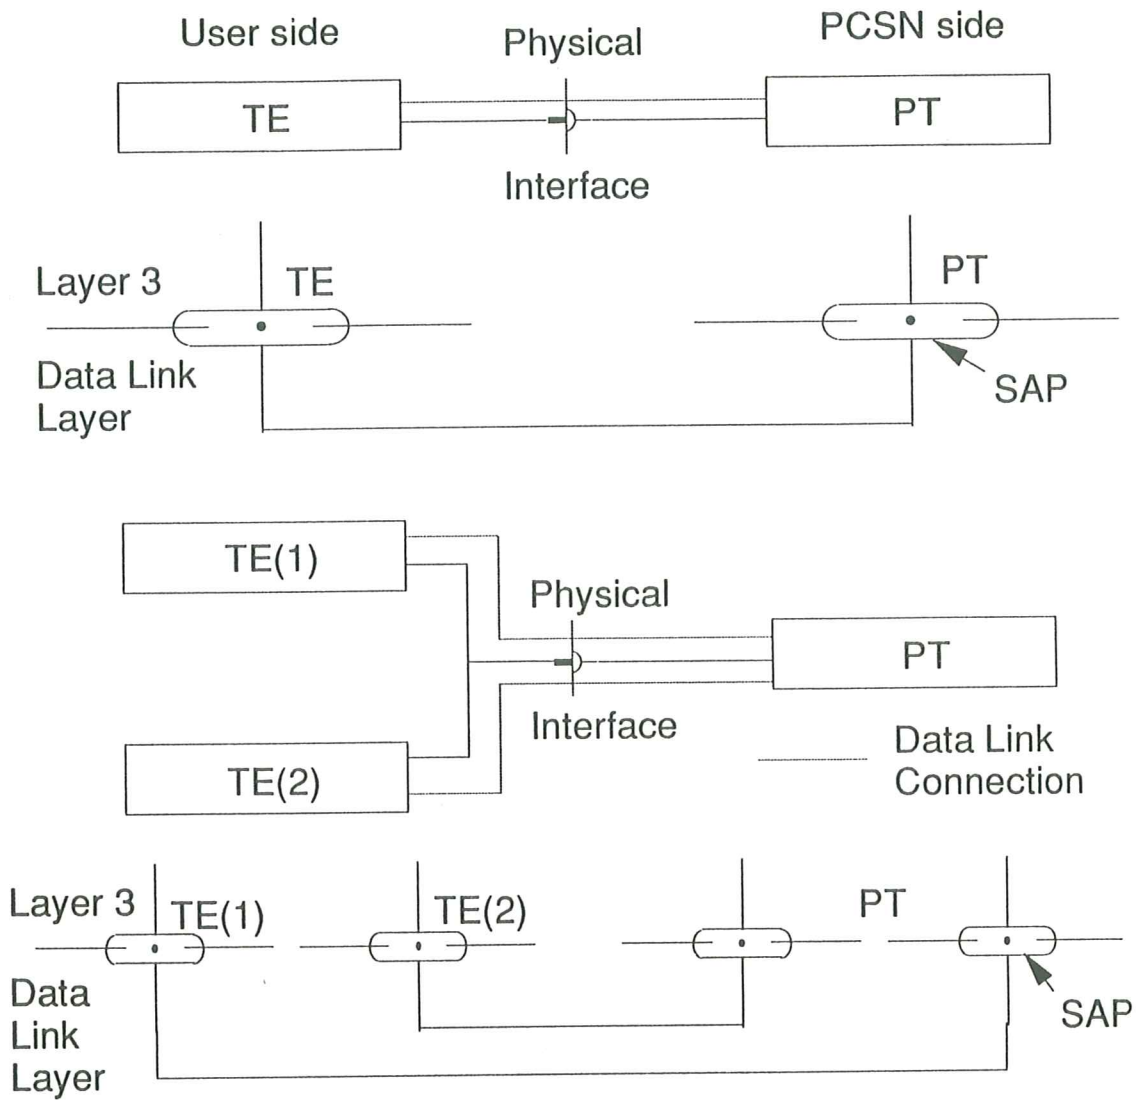 User side
Physical
PCSN side
TE
PT
Interface
Layer 3
TE
PT
Data Link
Layer
SAP
TE(1)
Physical
PT
Interface
TE(2)
Data Link
Connection
Layer 3
TE(1)
TE(2)
PT
Data
Link
Layer
SAP